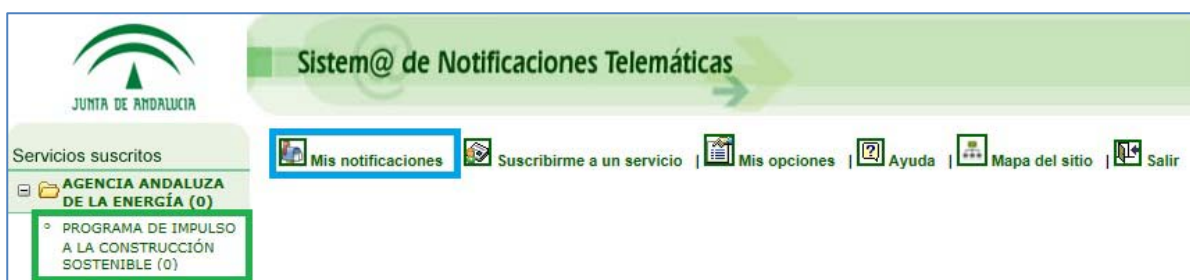 Sistem@ de Notificaciones Telemáticas
JUNTA DE ANDALUCIA
Servicios suscritos
Mis notificaciones
Suscribirme a un servicio | Mis opciones | Ayuda | Mapa del sitio | Salir
AGENCIA ANDALUZA
DE LA ENERGÍA (0)
PROGRAMA DE IMPULSO
A LA CONSTRUCCIÓN
SOSTENIBLE (0)